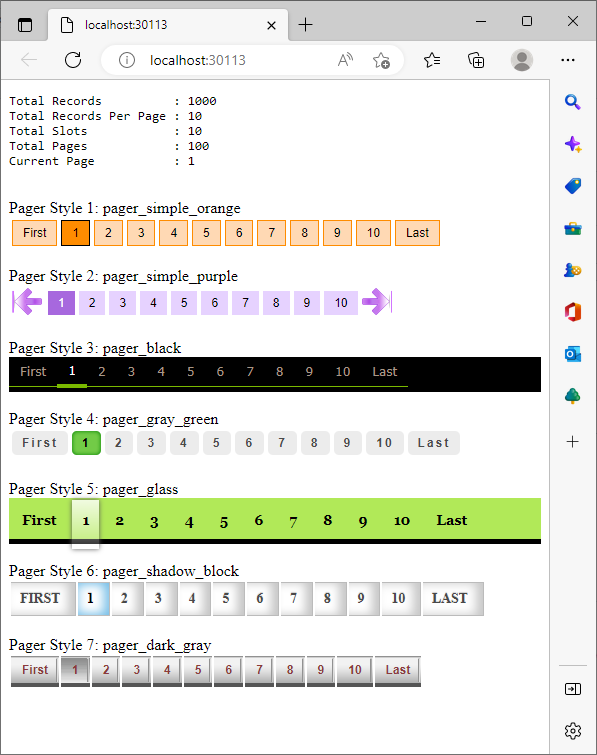 localhost:30113
localhost:30113
Total Records : 1000
Total Records Per Page : 10
Total Slots : 10
Total Pages : 100
Current Page : 1
Pager Style 1: pager_simple_orange
First 1 2 3 4 5 6 7 8 9 10 Last
Pager Style 2: pager_simple_purple
1 2 3 4 5 6 7 8 9 10
Pager Style 3: pager_black
First 1 2 3 4 5 6 7 8 9 10 Last
Pager Style 4: pager_gray_green
First 1 2 3 4 5 6 7 8 9 10 Last
Pager Style 5: pager_glass
First 1 2 3 4 5 6 7 8 9 10 Last
Pager Style 6: pager_shadow_block
FIRST 1 2 3 4 5 6 7 8 9 10 LAST
Pager Style 7: pager_dark_gray
First 1 2 3 4 5 6 7 8 9 10 Last